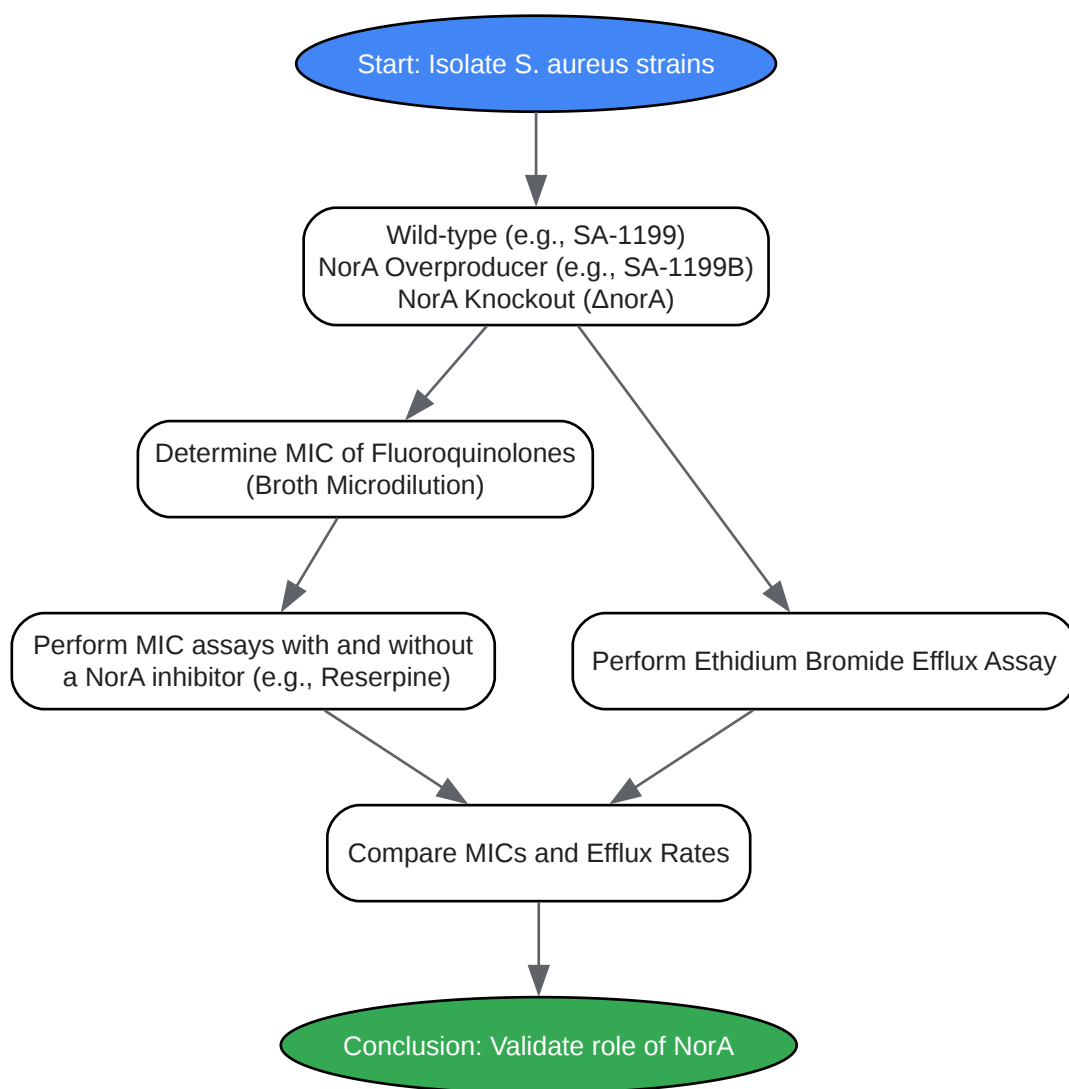 Start: Isolate S. aureus strains
Wild-type (e.g., SA-1199)
NorA Overproducer (e.g., SA-1199B)
NorA Knockout (ΔnorA)
Determine MIC of Fluoroquinolones
(Broth Microdilution)
Perform MIC assays with and without
a NorA inhibitor (e.g., Reserpine)
Perform Ethidium Bromide Efflux Assay
Compare MICs and Efflux Rates
Conclusion: Validate role of NorA